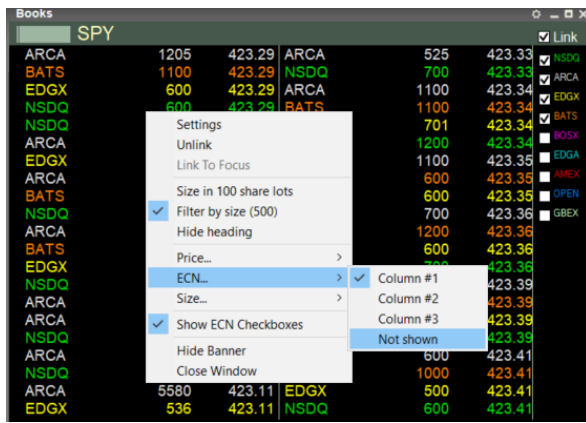 Books
SPY
Link
ARCA 1205 423.29 ARCA 525 423.33 NSDQ
BATS 1100 423.29 NSDQ 700 423.33 ARCA
EDGX 600 423.29 ARCA 1100 423.34 EDGX
NSDQ 600 423.29 BATS 1100 423.34 BATS
NSDQ 701 423.34
ARCA 1200 423.34 BOSX
EDGX 1100 423.35 EDGA
ARCA 600 423.35 AMEX
BATS 600 423.35 OPEN
NSDQ 700 423.36 GBEX
ARCA 1200 423.36
BATS 600 423.36
EDGX 423.36
NSDQ 423.39
ARCA 423.39
ARCA 423.39
NSDQ 423.39
ARCA 600 423.41
NSDQ 1000 423.41
ARCA 5580 423.11 EDGX 500 423.41
EDGX 536 423.11 NSDQ 600 423.41
Settings
Unlink
Link To Focus
Size in 100 share lots
Filter by size (500)
Hide heading
Price...
ECN...
Size...
Show ECN Checkboxes
Hide Banner
Close Window
Column #1
Column #2
Column #3
Not shown